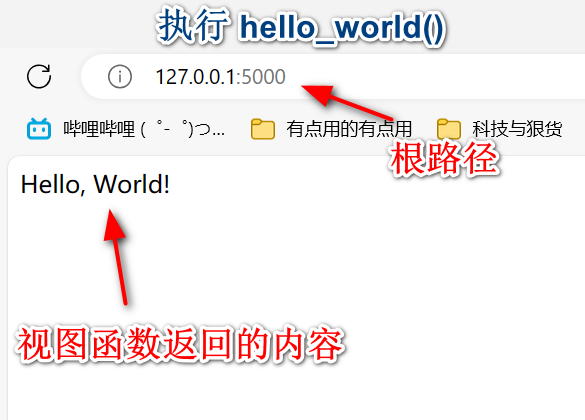 执行 hello_world()
127.0.0.1:5000
哔哩哔哩 ( ゜- ゜)つ... 有点用的有点用 科技与狠货
根路径
Hello, World!
视图函数返回的内容